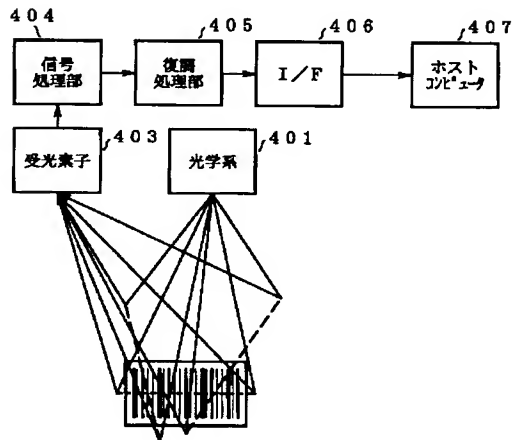 404
405
406
407
信号
処理部
復調
処理部
I/F
ホスト
コンピュータ
403
401
受光素子
光学系